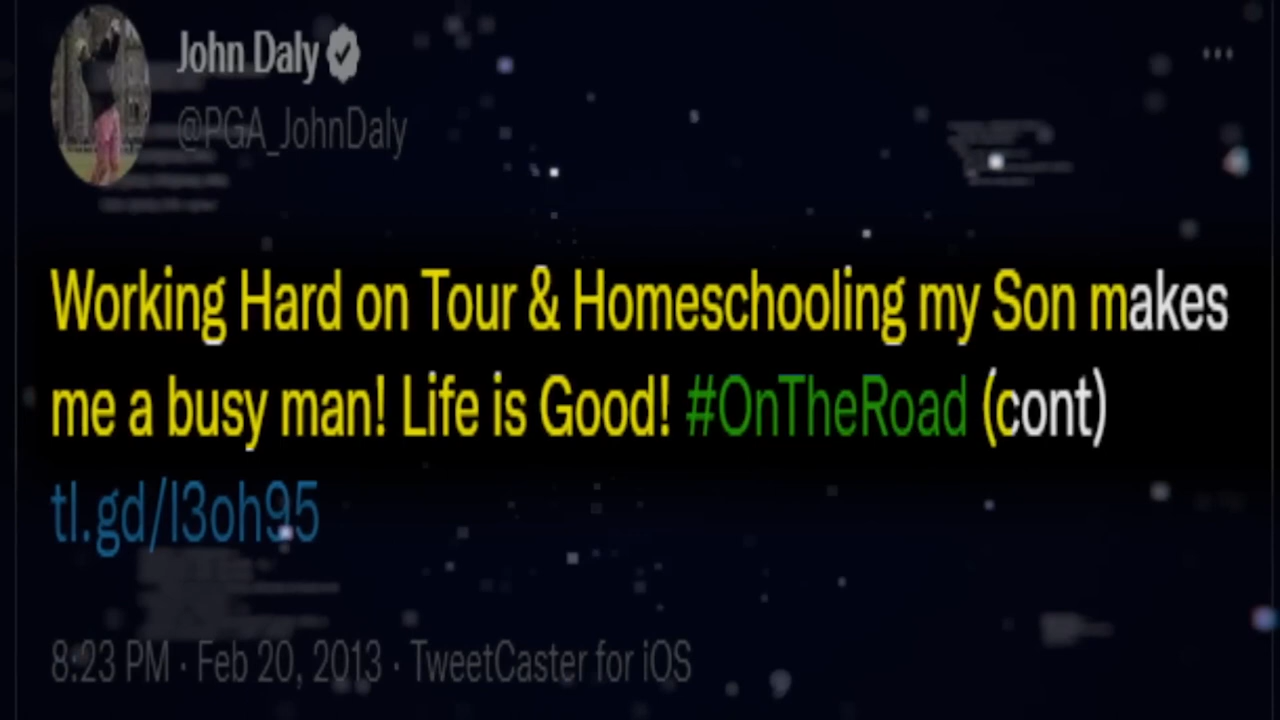 John Daly
@PGA_JohnDaly
Working Hard on Tour & Homeschooling my Son makes
me a busy man! Life is Good! #OnTheRoad (cont)
tl.gd/l3oh95
8:23 PM · Feb 20, 2013 · TweetCaster for iOS